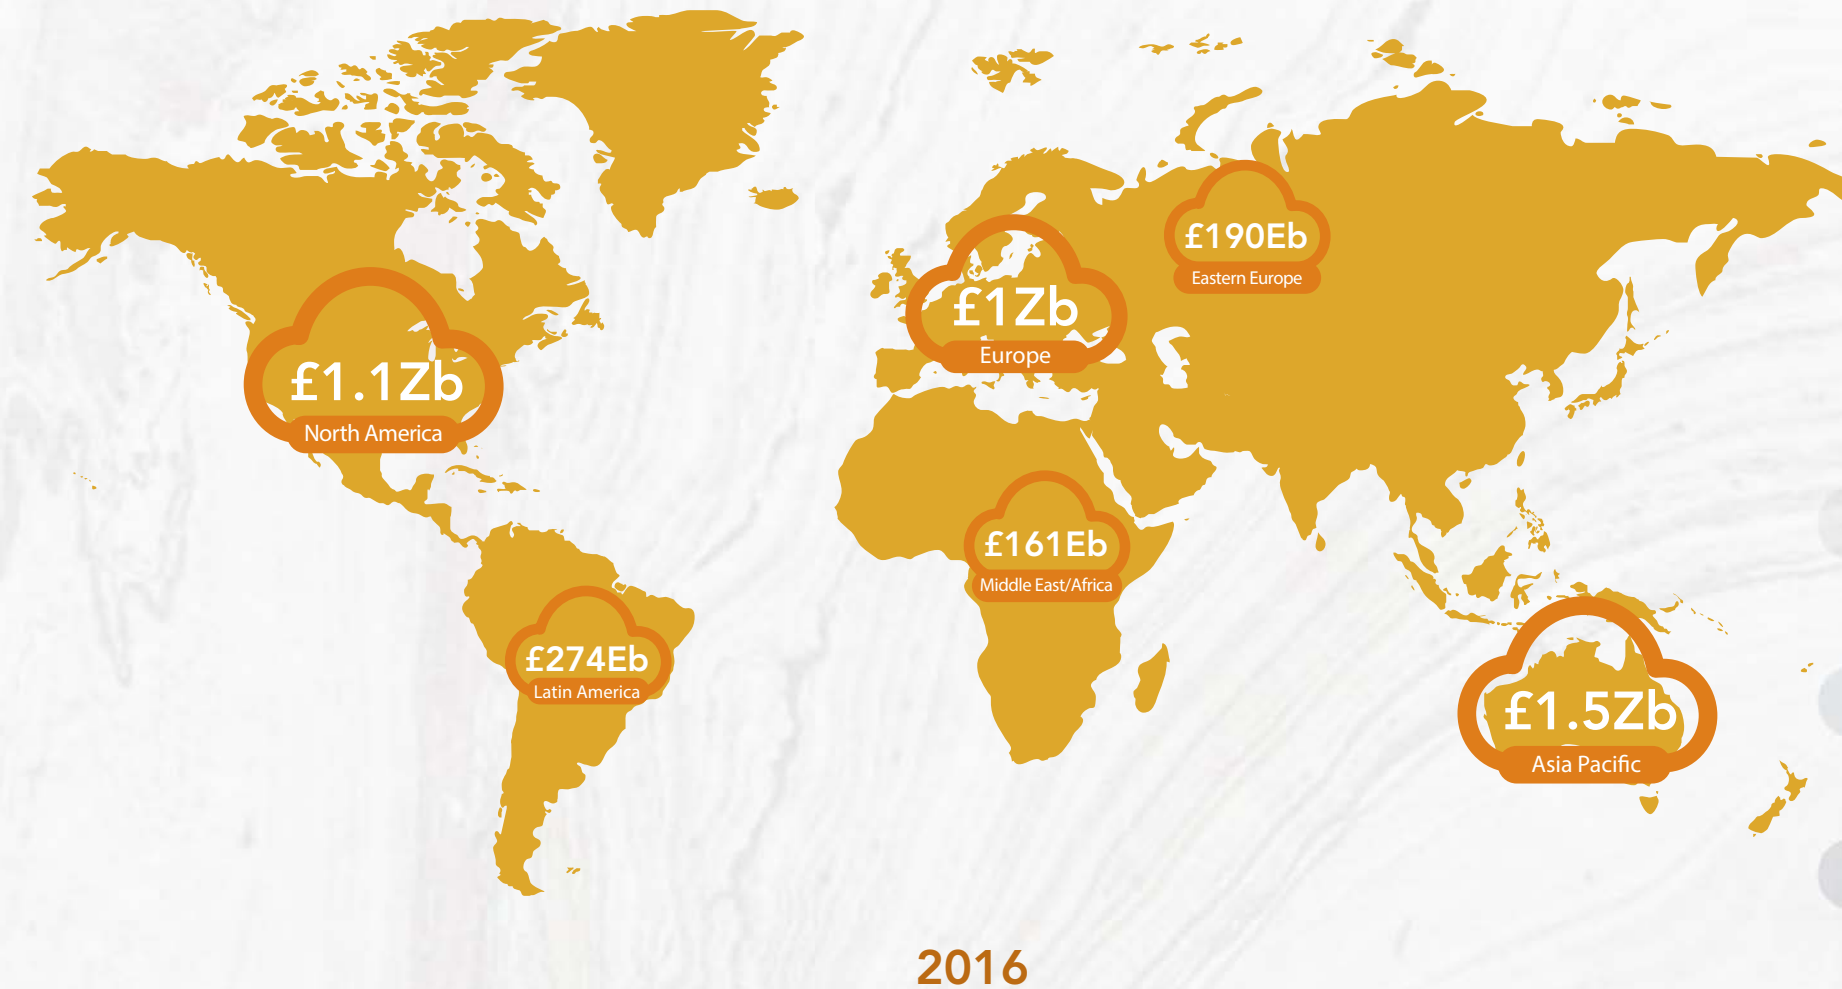 £190Eb
Eastern Europe
£1Zb
Europe
£1.1Zb
North America
£161Eb
Middle East/Africa
£274Eb
Latin America
£1.5Zb
Asia Pacific
2016